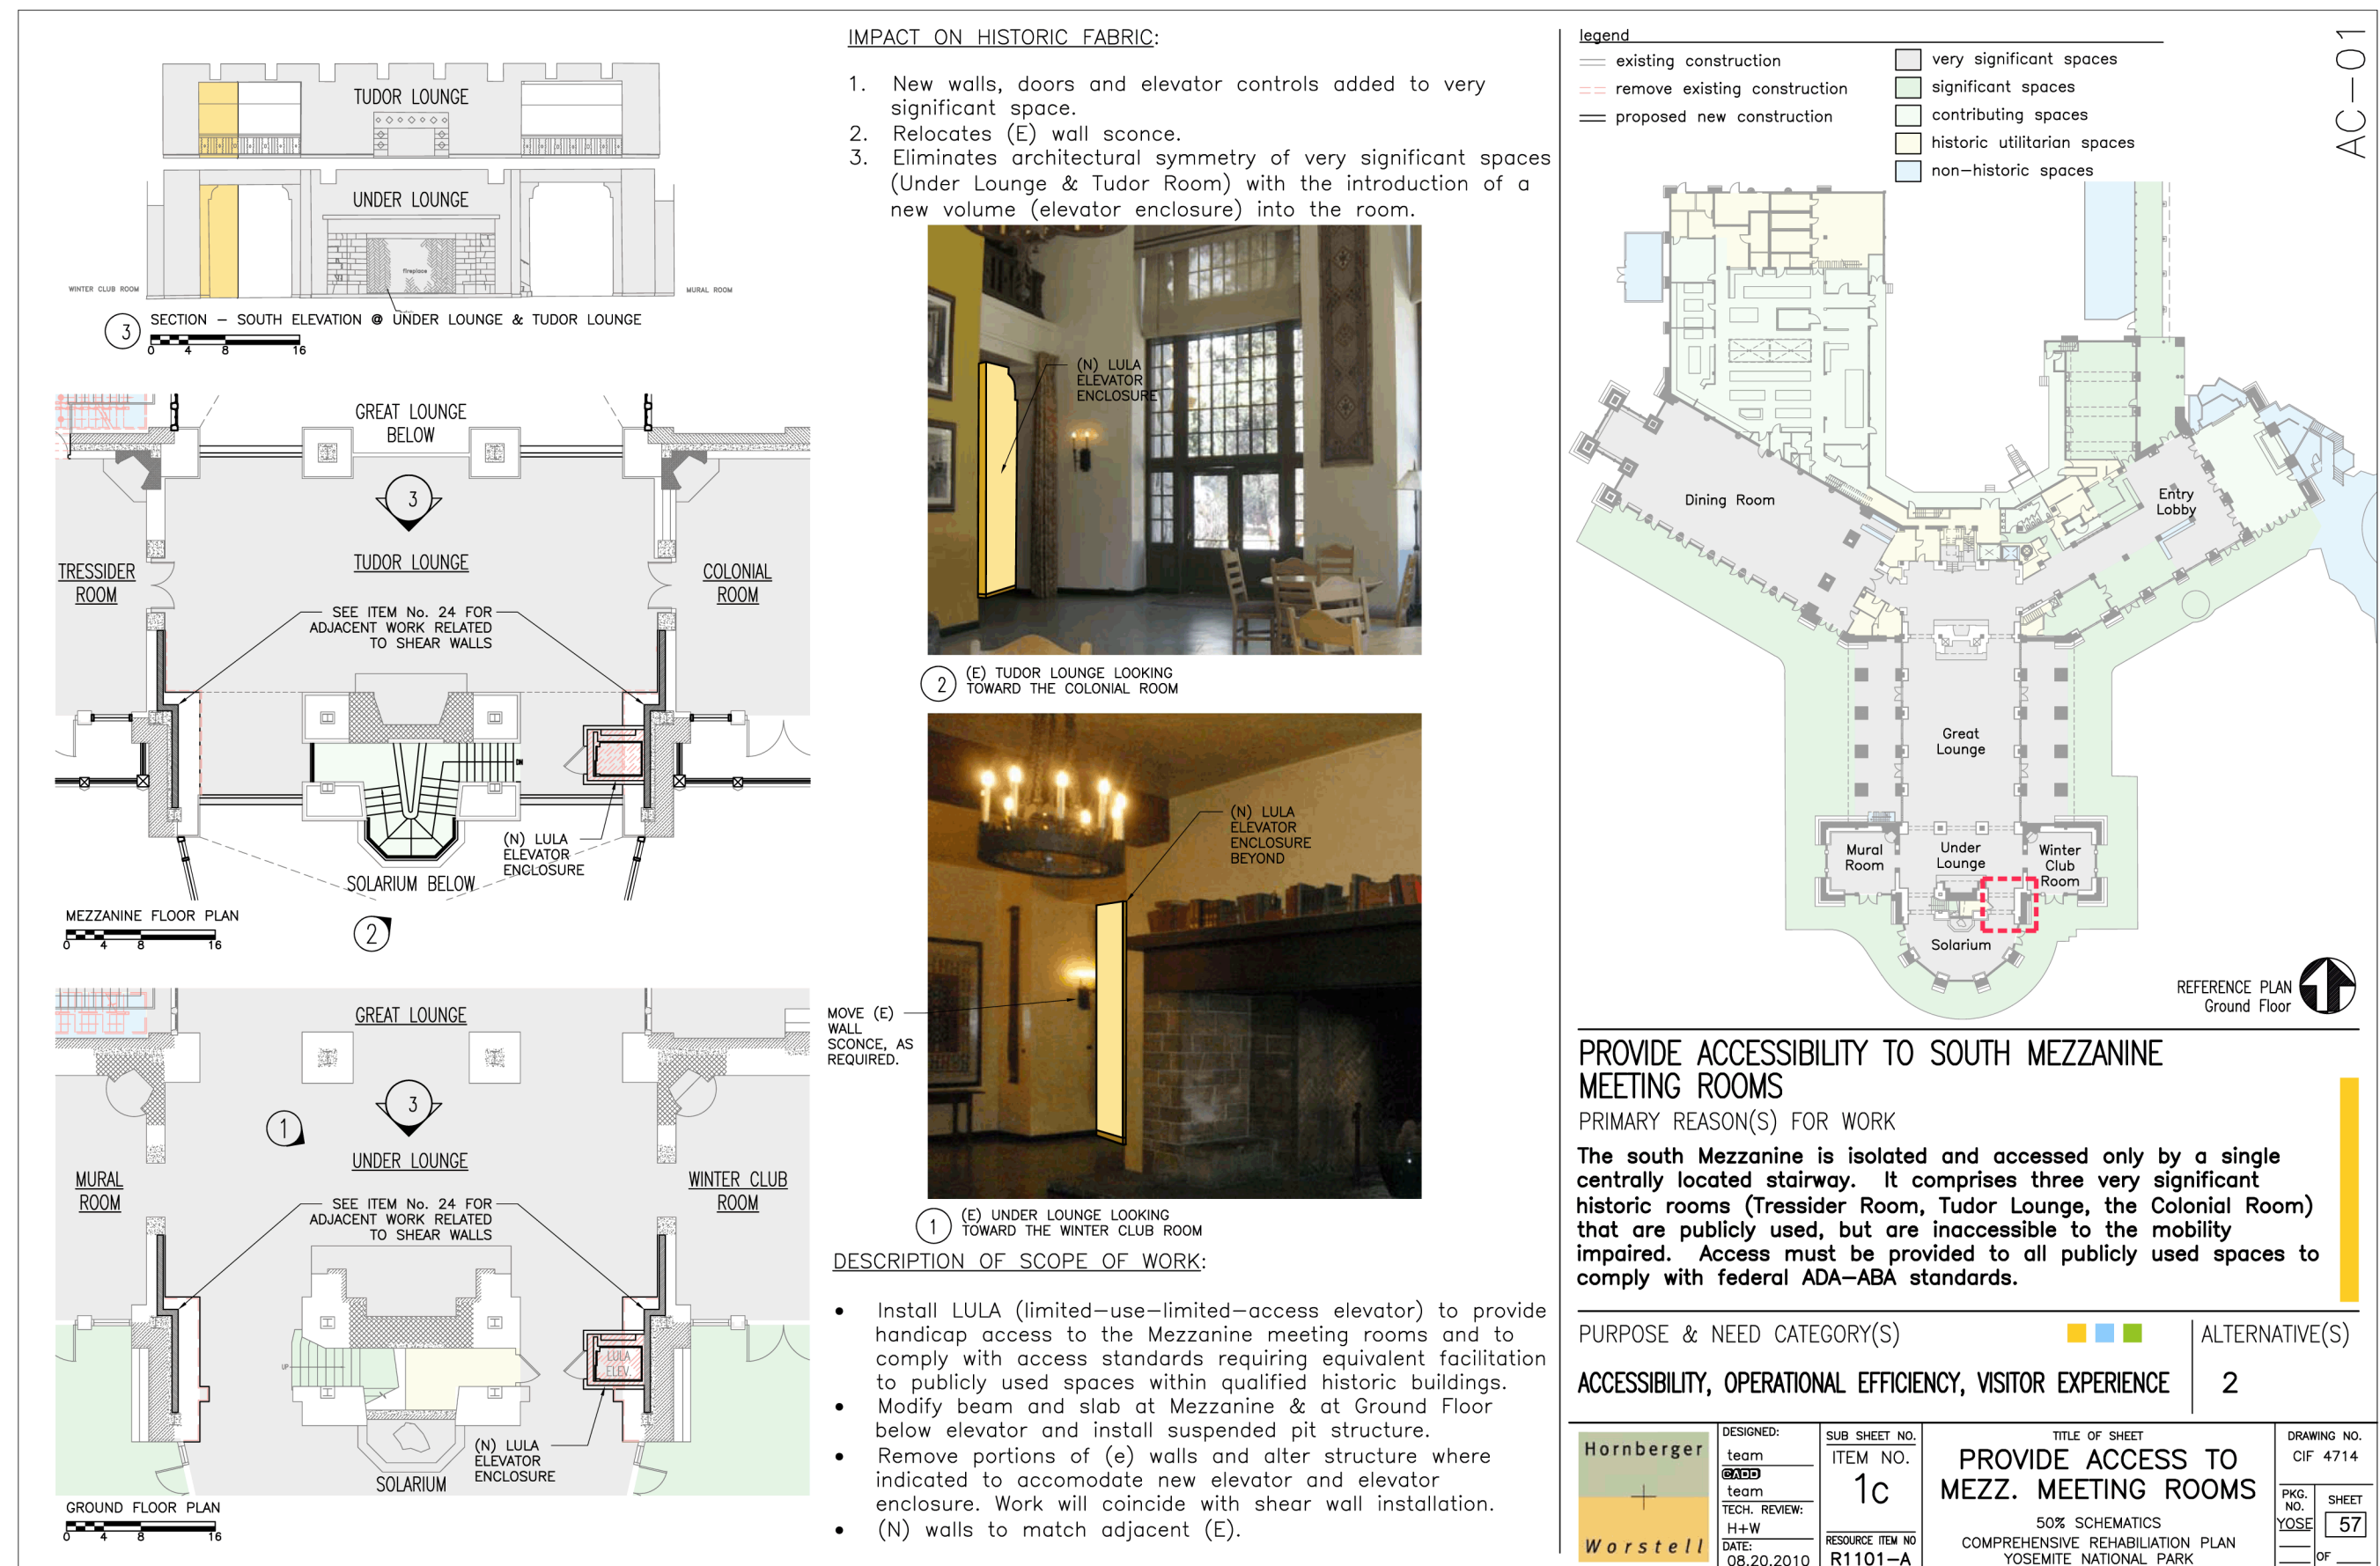 TUDOR LOUNGE
UNDER LOUNGE
fireplace
WINTER CLUB ROOM
MURAL ROOM
3
SECTION – SOUTH ELEVATION @ UNDER LOUNGE & TUDOR LOUNGE
0 4 8 16
GREAT LOUNGE
BELOW
3
TUDOR LOUNGE
TRESSIDER
ROOM
COLONIAL
ROOM
SEE ITEM No. 24 FOR
ADJACENT WORK RELATED
TO SHEAR WALLS
DN
(N) LULA
ELEVATOR
ENCLOSURE
SOLARIUM BELOW
MEZZANINE FLOOR PLAN
0 4 8 16
2
GREAT LOUNGE
3
1
UNDER LOUNGE
MURAL
ROOM
WINTER CLUB
ROOM
SEE ITEM No. 24 FOR
ADJACENT WORK RELATED
TO SHEAR WALLS
UP
LULA
ELEV.
(N) LULA
ELEVATOR
ENCLOSURE
SOLARIUM
GROUND FLOOR PLAN
0 4 8 16
IMPACT ON HISTORIC FABRIC:
1. New walls, doors and elevator controls added to very
significant space.
2. Relocates (E) wall sconce.
3. Eliminates architectural symmetry of very significant spaces
(Under Lounge & Tudor Room) with the introduction of a
new volume (elevator enclosure) into the room.
(N) LULA
ELEVATOR
ENCLOSURE
2
(E) TUDOR LOUNGE LOOKING
TOWARD THE COLONIAL ROOM
(N) LULA
ELEVATOR
ENCLOSURE
BEYOND
MOVE (E)
WALL
SCONCE, AS
REQUIRED.
1
(E) UNDER LOUNGE LOOKING
TOWARD THE WINTER CLUB ROOM
DESCRIPTION OF SCOPE OF WORK:
• Install LULA (limited–use–limited–access elevator) to provide
handicap access to the Mezzanine meeting rooms and to
comply with access standards requiring equivalent facilitation
to publicly used spaces within qualified historic buildings.
• Modify beam and slab at Mezzanine & at Ground Floor
below elevator and install suspended pit structure.
• Remove portions of (e) walls and alter structure where
indicated to accomodate new elevator and elevator
enclosure. Work will coincide with shear wall installation.
• (N) walls to match adjacent (E).
legend
existing construction
remove existing construction
proposed new construction
very significant spaces
significant spaces
contributing spaces
historic utilitarian spaces
non–historic spaces
AC–01
Dining Room
Entry
Lobby
Great
Lounge
Mural
Room
Under
Lounge
Winter
Club
Room
Solarium
REFERENCE PLAN
Ground Floor
PROVIDE ACCESSIBILITY TO SOUTH MEZZANINE
MEETING ROOMS
PRIMARY REASON(S) FOR WORK
The south Mezzanine is isolated and accessed only by a single
centrally located stairway. It comprises three very significant
historic rooms (Tressider Room, Tudor Lounge, the Colonial Room)
that are publicly used, but are inaccessible to the mobility
impaired. Access must be provided to all publicly used spaces to
comply with federal ADA–ABA standards.
PURPOSE & NEED CATEGORY(S)
ACCESSIBILITY, OPERATIONAL EFFICIENCY, VISITOR EXPERIENCE
ALTERNATIVE(S)
2
Hornberger
Worstell
DESIGNED:
team
CADD
team
TECH. REVIEW:
H+W
DATE:
08.20.2010
SUB SHEET NO.
ITEM NO.
1c
RESOURCE ITEM NO
R1101–A
TITLE OF SHEET
PROVIDE ACCESS TO
MEZZ. MEETING ROOMS
50% SCHEMATICS
COMPREHENSIVE REHABILIATION PLAN
YOSEMITE NATIONAL PARK
DRAWING NO.
CIF 4714
PKG.
NO.
YOSE
SHEET
57
OF